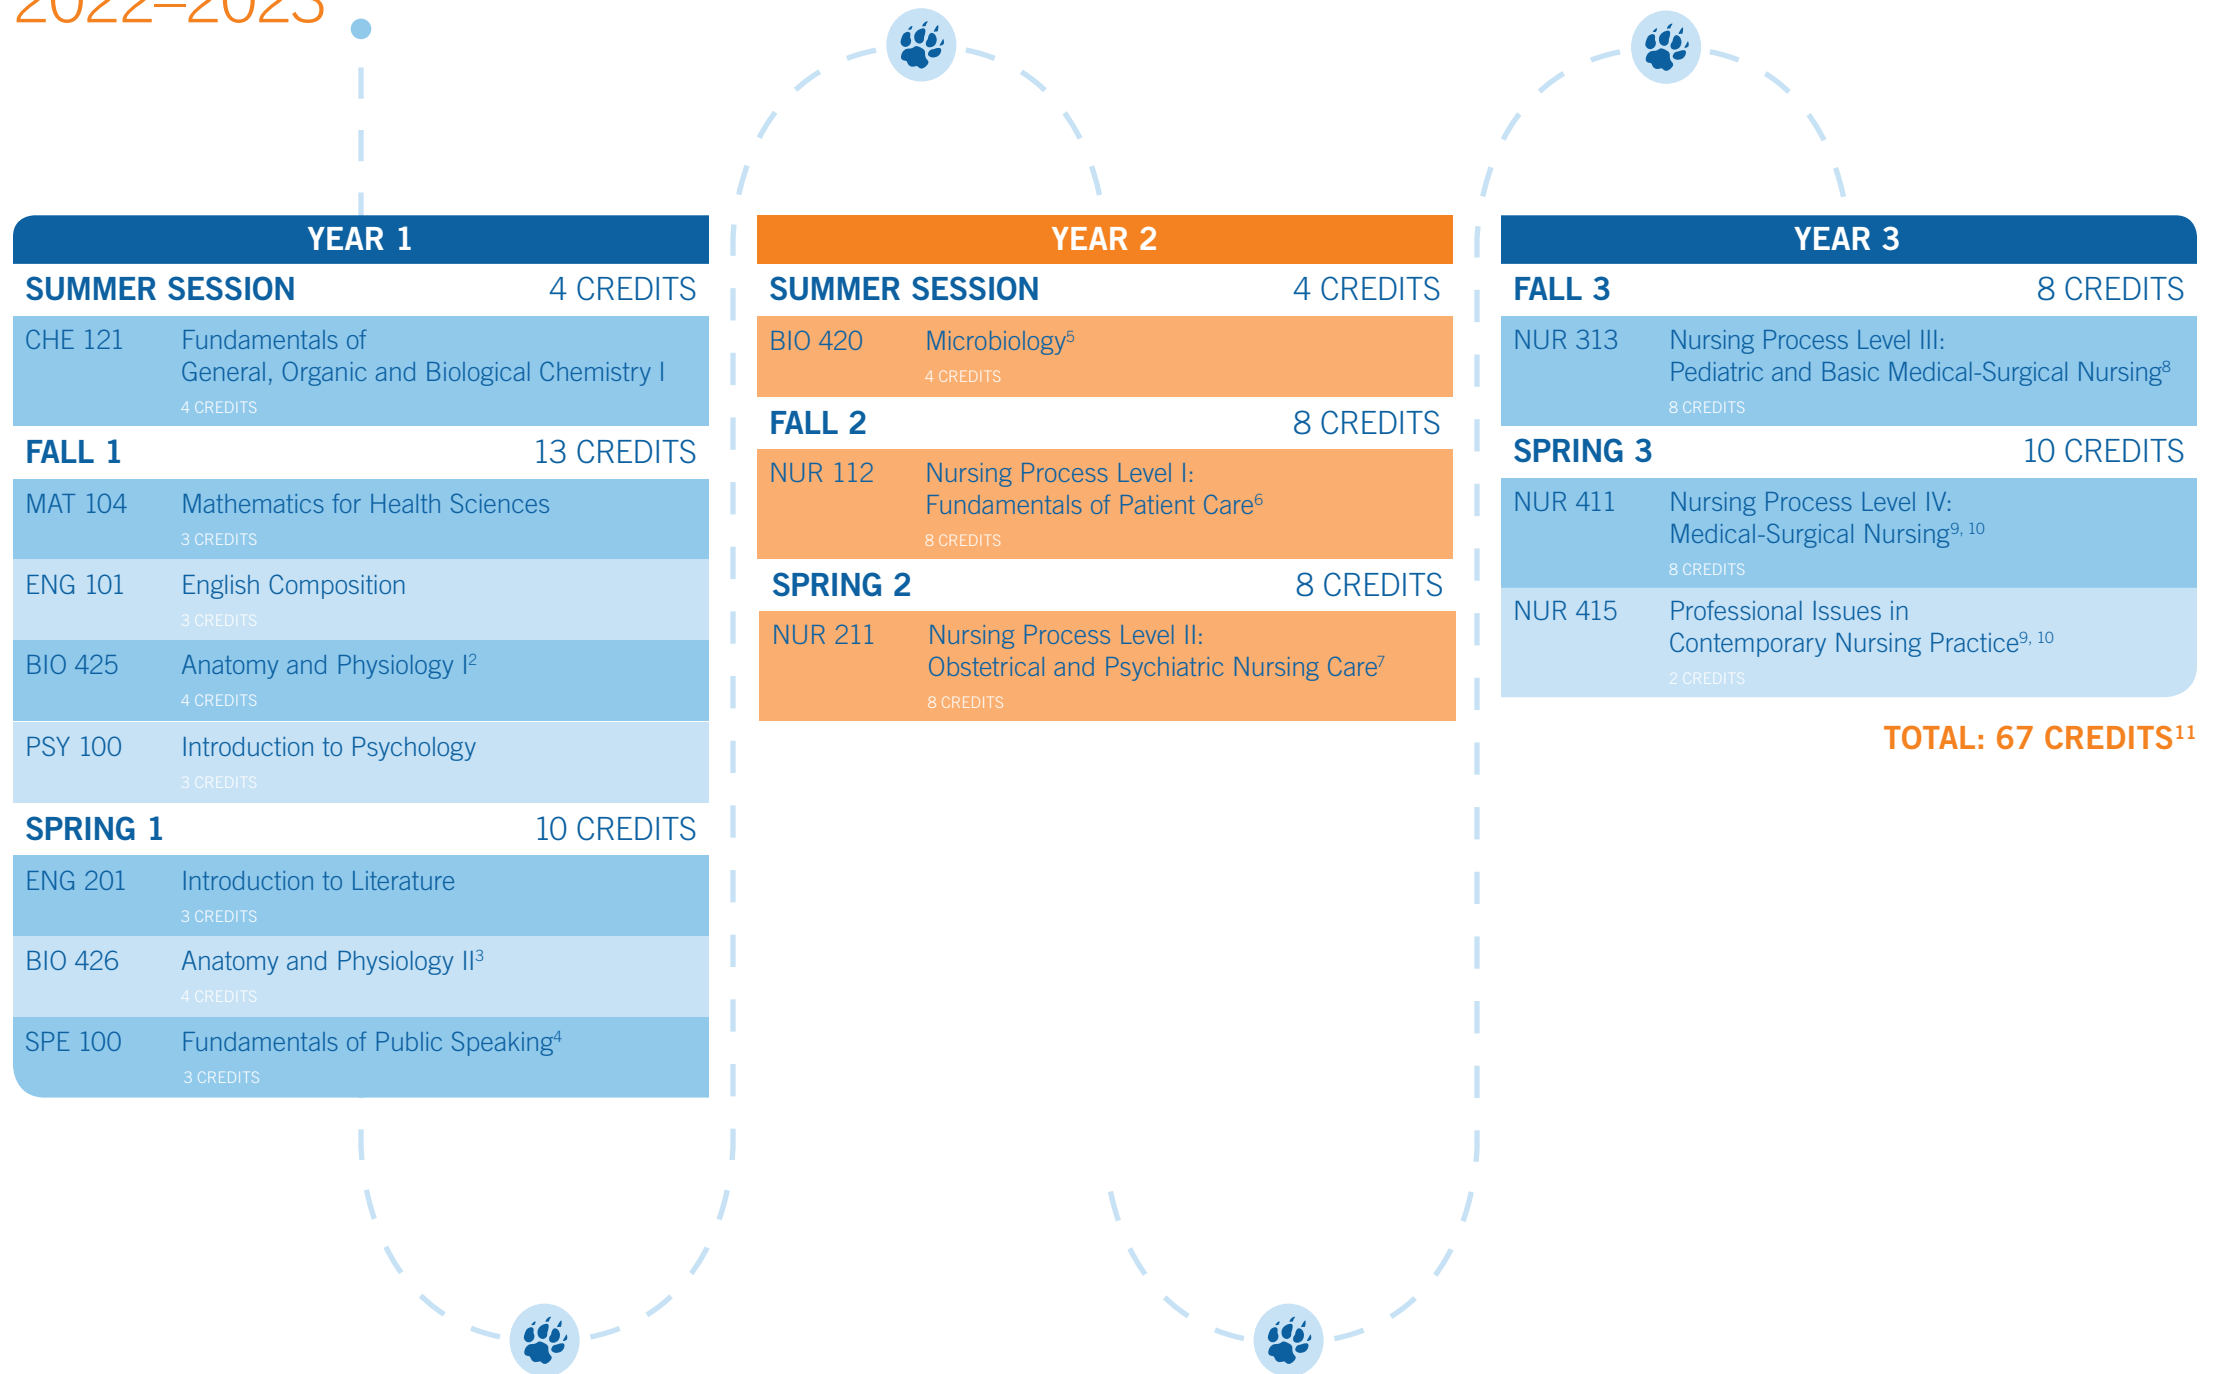 2022–2023
YEAR 1
SUMMER SESSION 4 CREDITS
CHE 121 Fundamentals of
General, Organic and Biological Chemistry I
4 CREDITS
FALL 1 13 CREDITS
MAT 104 Mathematics for Health Sciences
3 CREDITS
ENG 101 English Composition
3 CREDITS
BIO 425 Anatomy and Physiology I²
4 CREDITS
PSY 100 Introduction to Psychology
3 CREDITS
SPRING 1 10 CREDITS
ENG 201 Introduction to Literature
3 CREDITS
BIO 426 Anatomy and Physiology II³
4 CREDITS
SPE 100 Fundamentals of Public Speaking⁴
3 CREDITS
YEAR 2
SUMMER SESSION 4 CREDITS
BIO 420 Microbiology⁵
4 CREDITS
FALL 2 8 CREDITS
NUR 112 Nursing Process Level I:
Fundamentals of Patient Care⁶
8 CREDITS
SPRING 2 8 CREDITS
NUR 211 Nursing Process Level II:
Obstetrical and Psychiatric Nursing Care⁷
8 CREDITS
YEAR 3
FALL 3 8 CREDITS
NUR 313 Nursing Process Level III:
Pediatric and Basic Medical-Surgical Nursing⁸
8 CREDITS
SPRING 3 10 CREDITS
NUR 411 Nursing Process Level IV:
Medical-Surgical Nursing⁹, ¹⁰
8 CREDITS
NUR 415 Professional Issues in
Contemporary Nursing Practice⁹, ¹⁰
2 CREDITS
TOTAL: 67 CREDITS¹¹